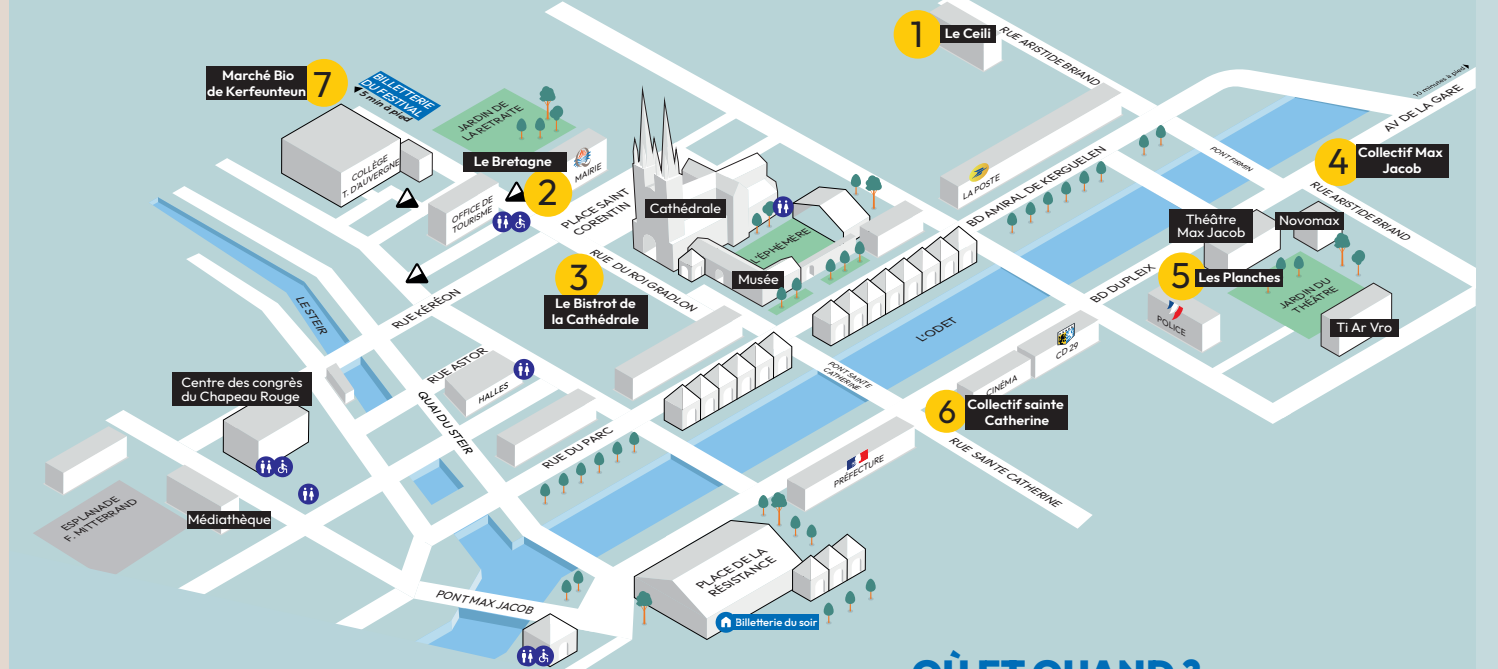 1
Le Ceili
RUE ARISTIDE BRIAND
Marché Bio
de Kerfeunteun
7
BILLETTERIE
DU FESTIVAL
5 min à pied
JARDIN DE
LA RETRAITE
10 minutes à pied
AV DE LA GARE
COLLÈGE
T. D'AUVERGNE
Le Bretagne
MAIRIE
2
OFFICE DE
TOURISME
PLACE SAINT
CORENTIN
Cathédrale
LA POSTE
BD AMIRAL DE KERGUELEN
PONT FIRMIN
4
Collectif Max
Jacob
RUE ARISTIDE BRIAND
Théâtre
Max Jacob
Novomax
L'ÉPHÉMÈRE
Musée
3
Le Bistrot de
la Cathédrale
RUE DU ROI GRADLON
5
Les Planches
BD DUPLEIX
JARDIN DU
THÉÂTRE
POLICE
Ti Ar Vro
LE STEIR
RUE KÉRÉON
L'ODET
CD 29
RUE ASTOR
HALLES
PONT SAINTE
CATHERINE
CINÉMA
Centre des congrès
du Chapeau Rouge
QUAI DU STEIR
6
Collectif sainte
Catherine
RUE DU PARC
PRÉFECTURE
RUE SAINTE CATHERINE
ESPLANADE
F. MITTERRAND
Médiathèque
PLACE DE LA
RÉSISTANCE
PONT MAX JACOB
Billetterie du soir
OÙ ET QUAND ?